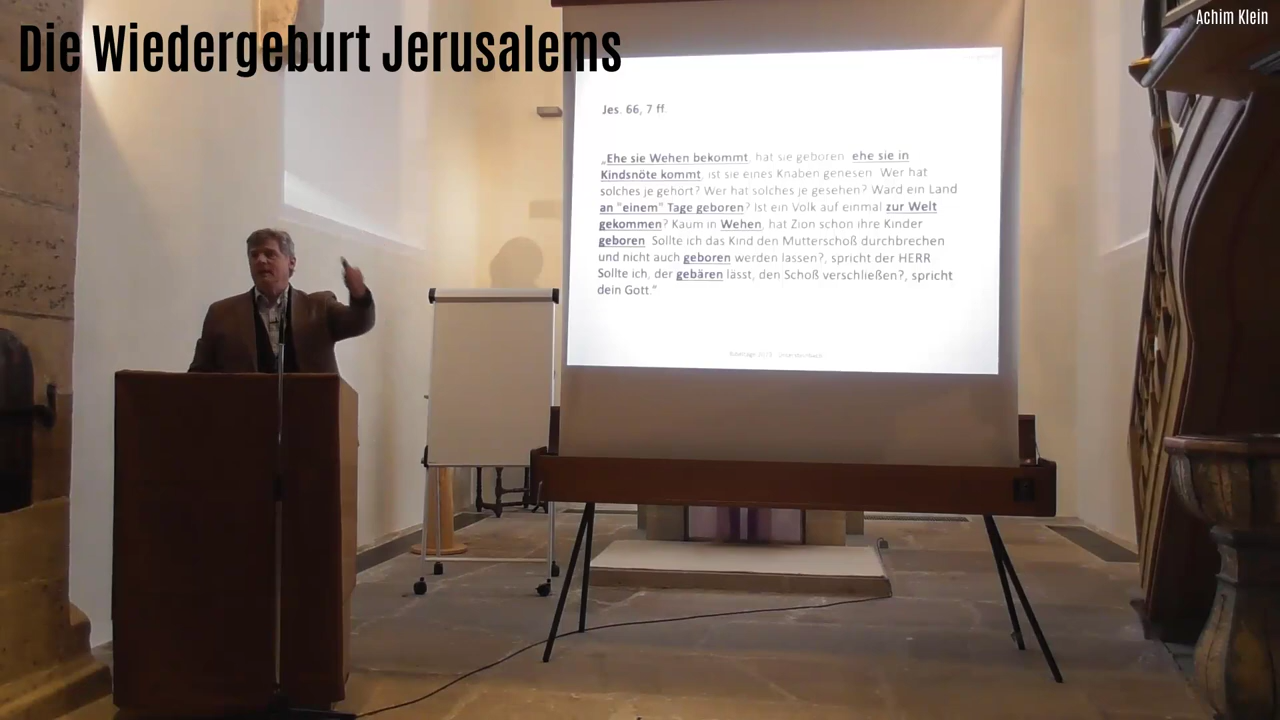 Die Wiedergeburt Jerusalems
Achim Klein
Jes. 66, 7 ff.
„Ehe sie Wehen bekommt, hat sie geboren; ehe sie in
Kindsnöte kommt, ist sie eines Knaben genesen. Wer hat
solches je gehört? Wer hat solches je gesehen? Ward ein Land
an "einem" Tage geboren? Ist ein Volk auf einmal zur Welt
gekommen? Kaum in Wehen, hat Zion schon ihre Kinder
geboren. Sollte ich das Kind den Mutterschoß durchbrechen
und nicht auch geboren werden lassen?, spricht der HERR
Sollte ich, der gebären lässt, den Schoß verschließen?, spricht
dein Gott."